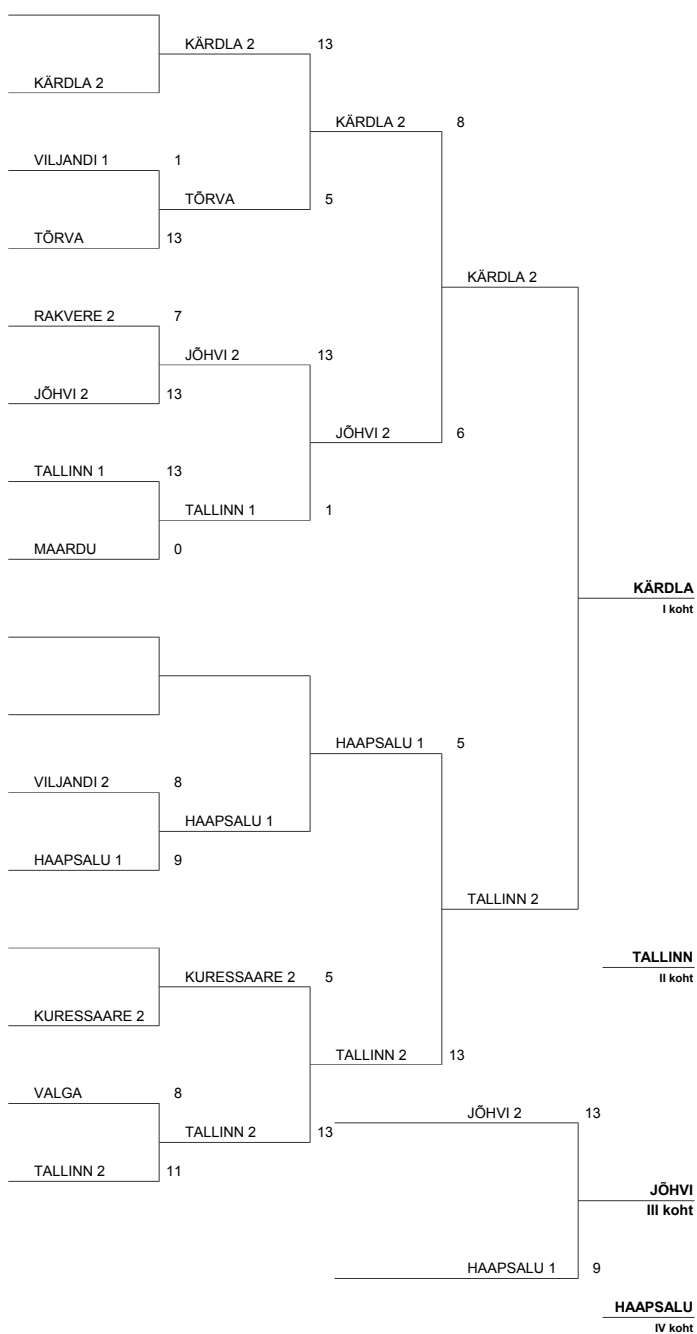 KÄRDLA 2 13
KÄRDLA 2
KÄRDLA 2 8
VILJANDI 1 1
TÕRVA 5
TÕRVA 13
KÄRDLA 2
RAKVERE 2 7
JÕHVI 2 13
JÕHVI 2 13
JÕHVI 2 6
TALLINN 1 13
TALLINN 1 1
MAARDU 0
KÄRDLA
I koht
HAAPSALU 1 5
VILJANDI 2 8
HAAPSALU 1
HAAPSALU 1 9
TALLINN 2
TALLINN
II koht
KURESSAARE 2 5
KURESSAARE 2
TALLINN 2 13
VALGA 8
JÕHVI 2 13
TALLINN 2 13
TALLINN 2 11
JÕHVI
III koht
HAAPSALU 1 9
HAAPSALU
IV koht